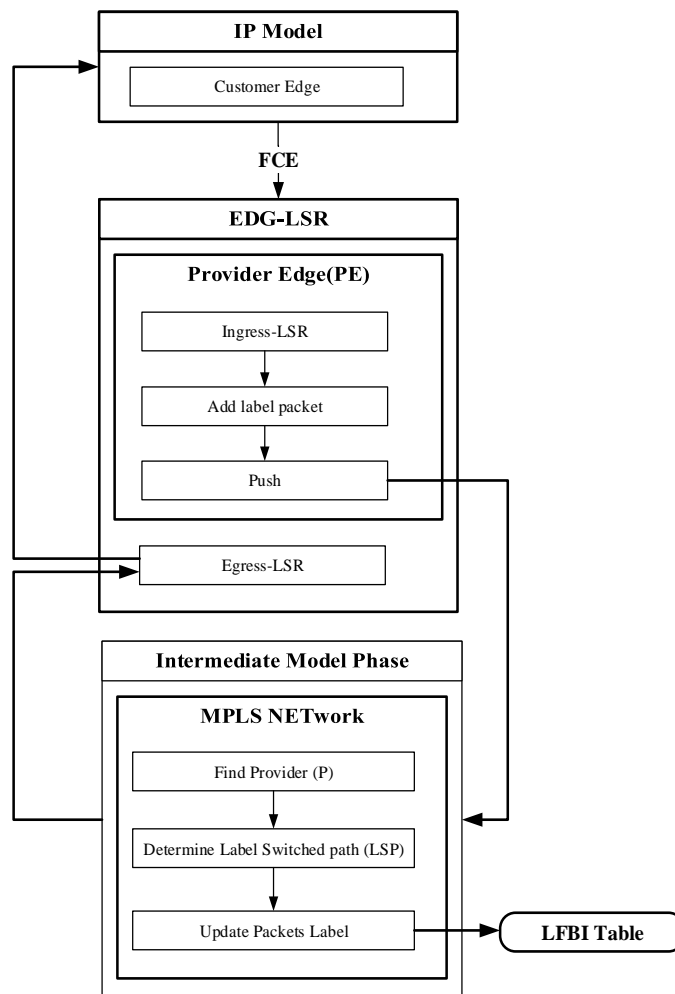 IP Model
Customer Edge
FCE
EDG-LSR
Provider Edge(PE)
Ingress-LSR
Add label packet
Push
Egress-LSR
Intermediate Model Phase
MPLS NETwork
Find Provider (P)
Determine Label Switched path (LSP)
Update Packets Label
LFBI Table